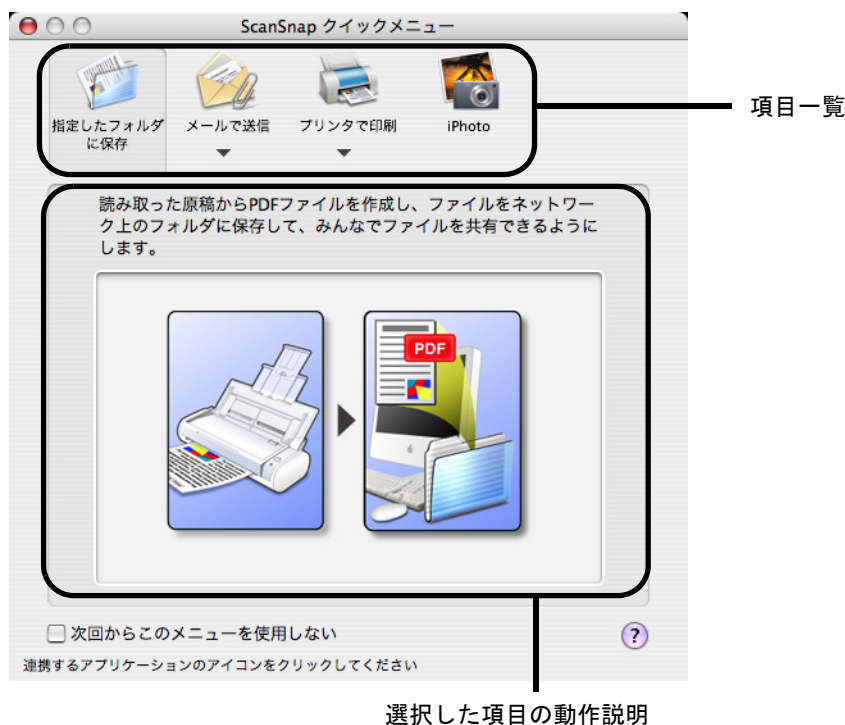 ScanSnap クイックメニュー
指定したフォルダ
に保存
メールで送信
プリンタで印刷
iPhoto
項目一覧
読み取った原稿からPDFファイルを作成し、ファイルをネットワー
ク上のフォルダに保存して、みんなでファイルを共有できるように
します。
PDF
次回からこのメニューを使用しない
?
連携するアプリケーションのアイコンをクリックしてください
選択した項目の動作説明